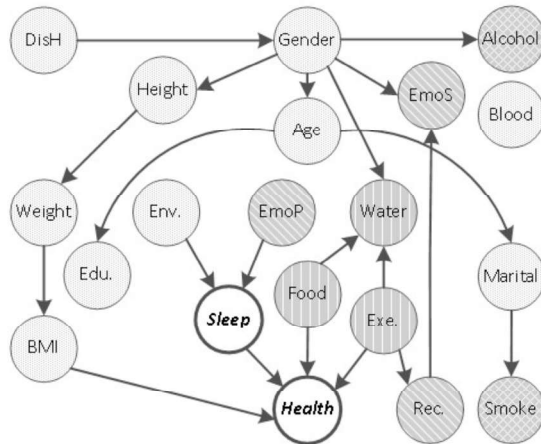 DisH
Gender
Alcohol
Height
EmoS
Blood
Age
Weight
Env.
EmoP
Water
Edu.
Marital
Food
Exe.
Sleep
BMI
Health
Rec.
Smoke